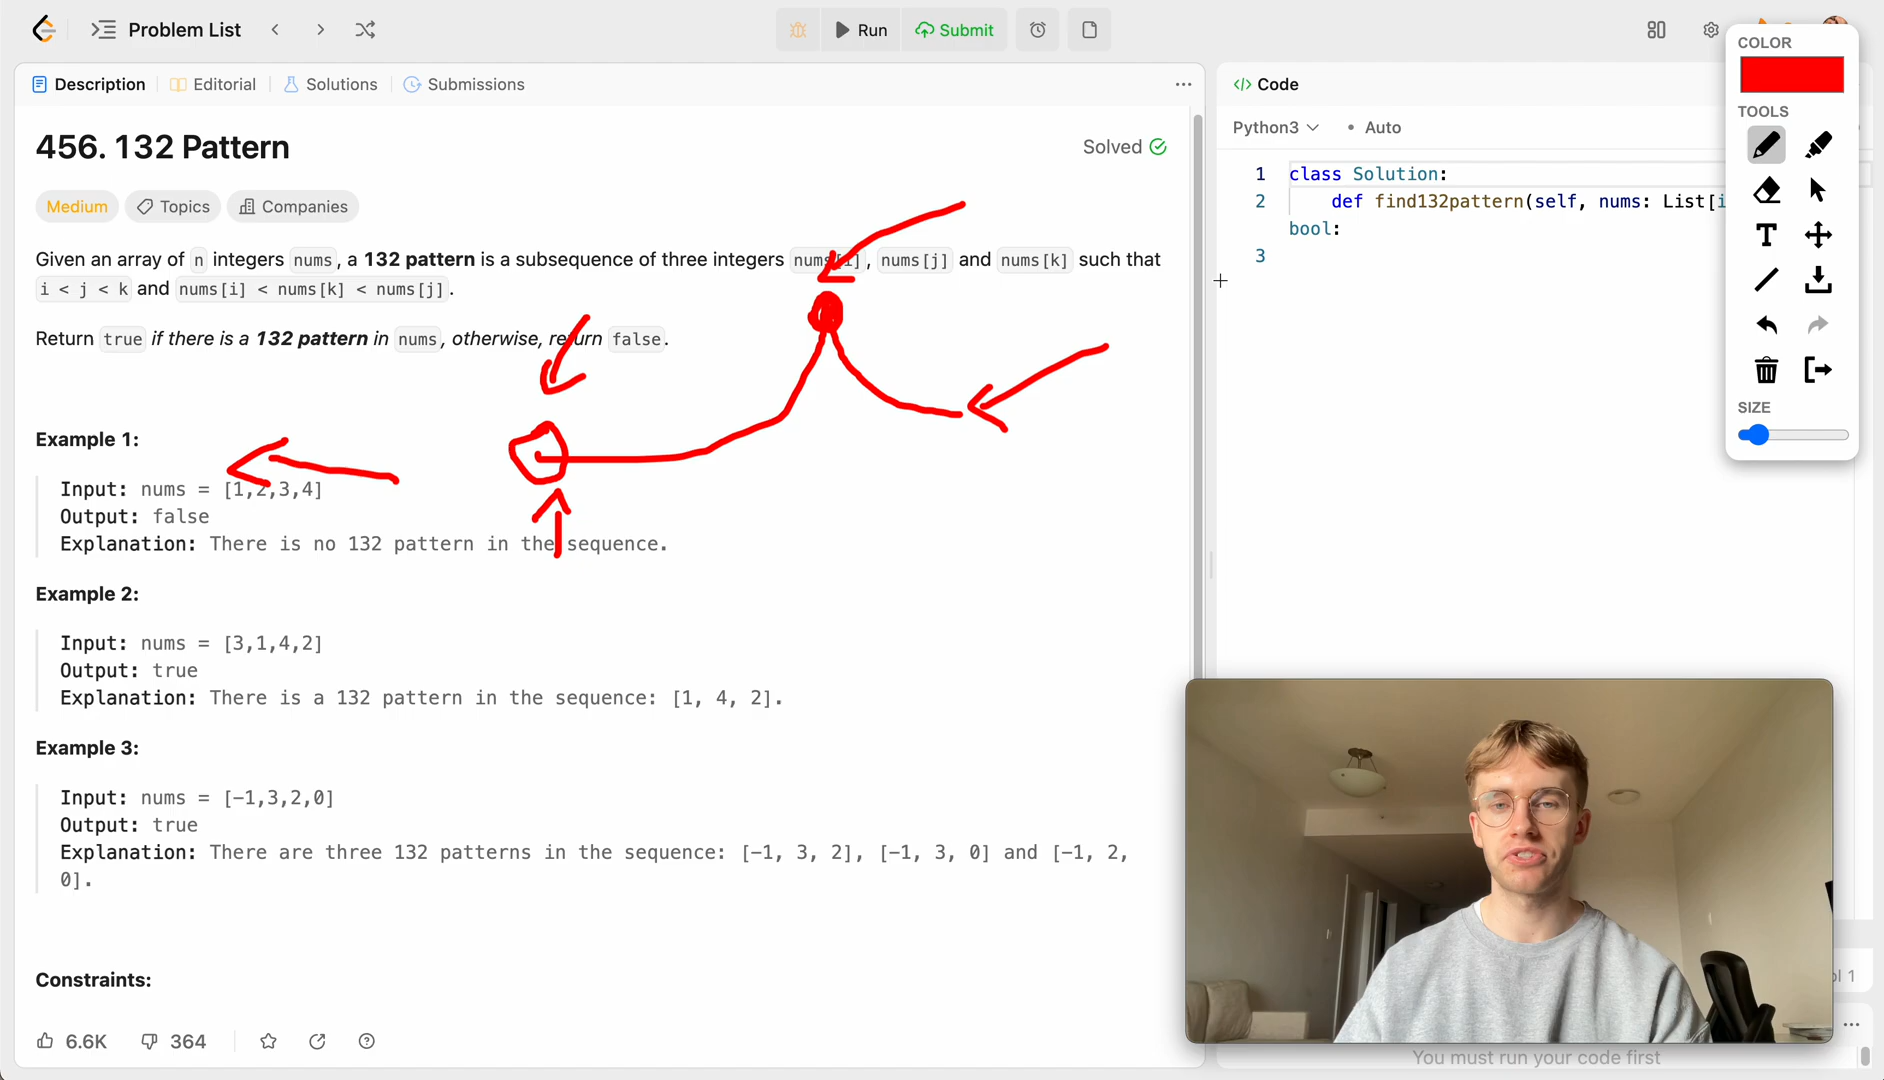 Problem List
Run
Submit
Description
Editorial
Solutions
Submissions
456. 132 Pattern
Solved
Medium
Topics
Companies
Given an array of n integers nums, a 132 pattern is a subsequence of three integers nums[i], nums[j] and nums[k] such that
i < j < k and nums[i] < nums[k] < nums[j].
Return true if there is a 132 pattern in nums, otherwise, return false.
Example 1:
Input: nums = [1,2,3,4]
Output: false
Explanation: There is no 132 pattern in the sequence.
Example 2:
Input: nums = [3,1,4,2]
Output: true
Explanation: There is a 132 pattern in the sequence: [1, 4, 2].
Example 3:
Input: nums = [-1,3,2,0]
Output: true
Explanation: There are three 132 patterns in the sequence: [-1, 3, 2], [-1, 3, 0] and [-1, 2,
0].
Constraints:
6.6K
364
</> Code
Python3
• Auto
1 class Solution:
2 def find132pattern(self, nums: List[i
bool:
3
COLOR
TOOLS
T
SIZE
1
You must run your code first